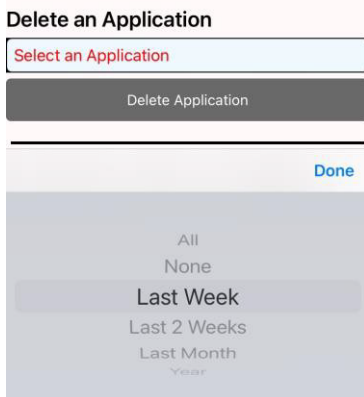 Delete an Application
Select an Application
Delete Application
Done
All
None
Last Week
Last 2 Weeks
Last Month
Year